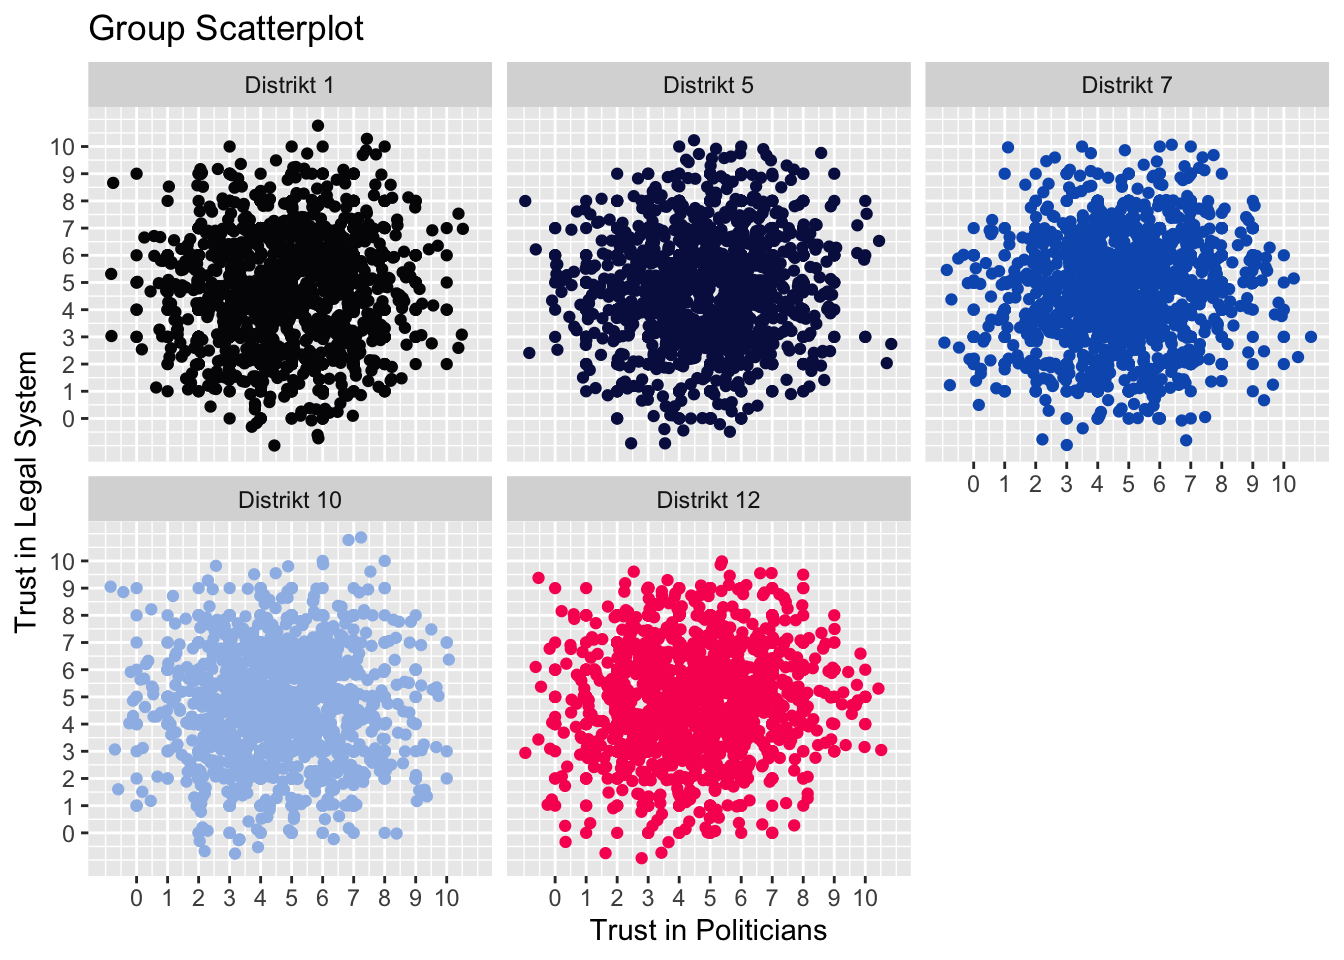 Group Scatterplot
Distrikt 1
Distrikt 5
Distrikt 7
10
9
8
7
6
5
4
3
2
1
0
0 1 2 3 4 5 6 7 8 9 10
Trust in Legal System
Distrikt 10
Distrikt 12
10
9
8
7
6
5
4
3
2
1
0
0 1 2 3 4 5 6 7 8 9 10
0 1 2 3 4 5 6 7 8 9 10
Trust in Politicians